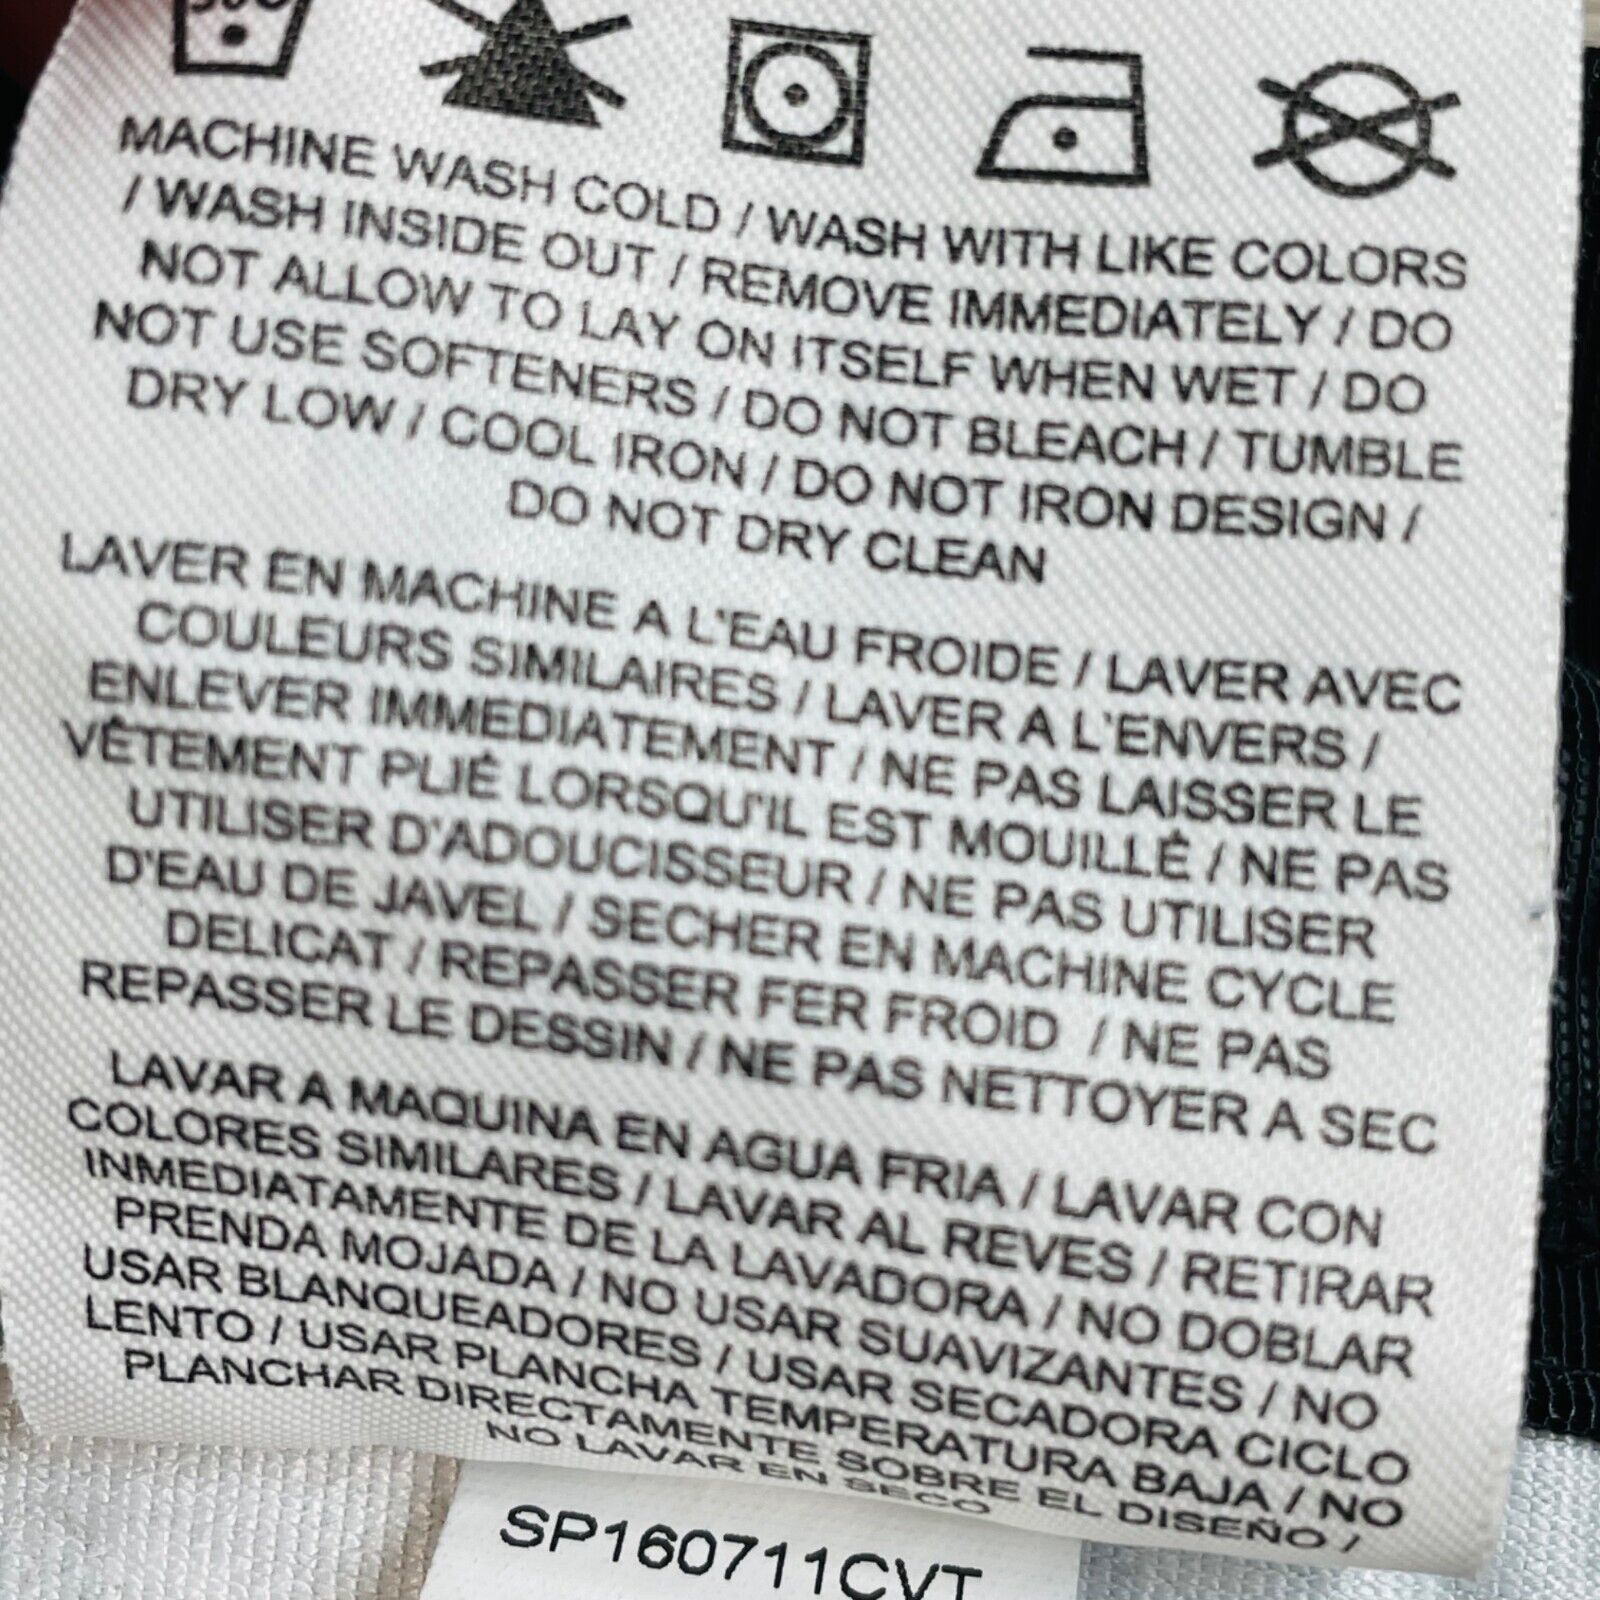 MACHINE WASH COLD / WASH WITH LIKE COLORS
/ WASH INSIDE OUT / REMOVE IMMEDIATELY / DO
NOT ALLOW TO LAY ON ITSELF WHEN WET / DO
NOT USE SOFTENERS / DO NOT BLEACH / TUMBLE
DRY LOW / COOL IRON / DO NOT IRON DESIGN /
DO NOT DRY CLEAN
LAVER EN MACHINE A L'EAU FROIDE / LAVER AVEC
COULEURS SIMILAIRES / LAVER A L'ENVERS /
ENLEVER IMMEDIATEMENT / NE PAS LAISSER LE
VÊTEMENT PLIÉ LORSQU'IL EST MOUILLÉ / NE PAS
UTILISER D'ADOUCISSEUR / NE PAS UTILISER
D'EAU DE JAVEL / SECHER EN MACHINE CYCLE
DELICAT / REPASSER FER FROID / NE PAS
REPASSER LE DESSIN / NE PAS NETTOYER A SEC
LAVAR A MAQUINA EN AGUA FRIA / LAVAR CON
COLORES SIMILARES / LAVAR AL REVES / RETIRAR
INMEDIATAMENTE DE LA LAVADORA / NO DOBLAR
PRENDA MOJADA / NO USAR SUAVIZANTES / NO
USAR BLANQUEADORES / USAR SECADORA CICLO
LENTO / USAR PLANCHA TEMPERATURA BAJA / NO
PLANCHAR DIRECTAMENTE SOBRE EL DISEÑO /
NO LAVAR EN SECO
SP160711CVT